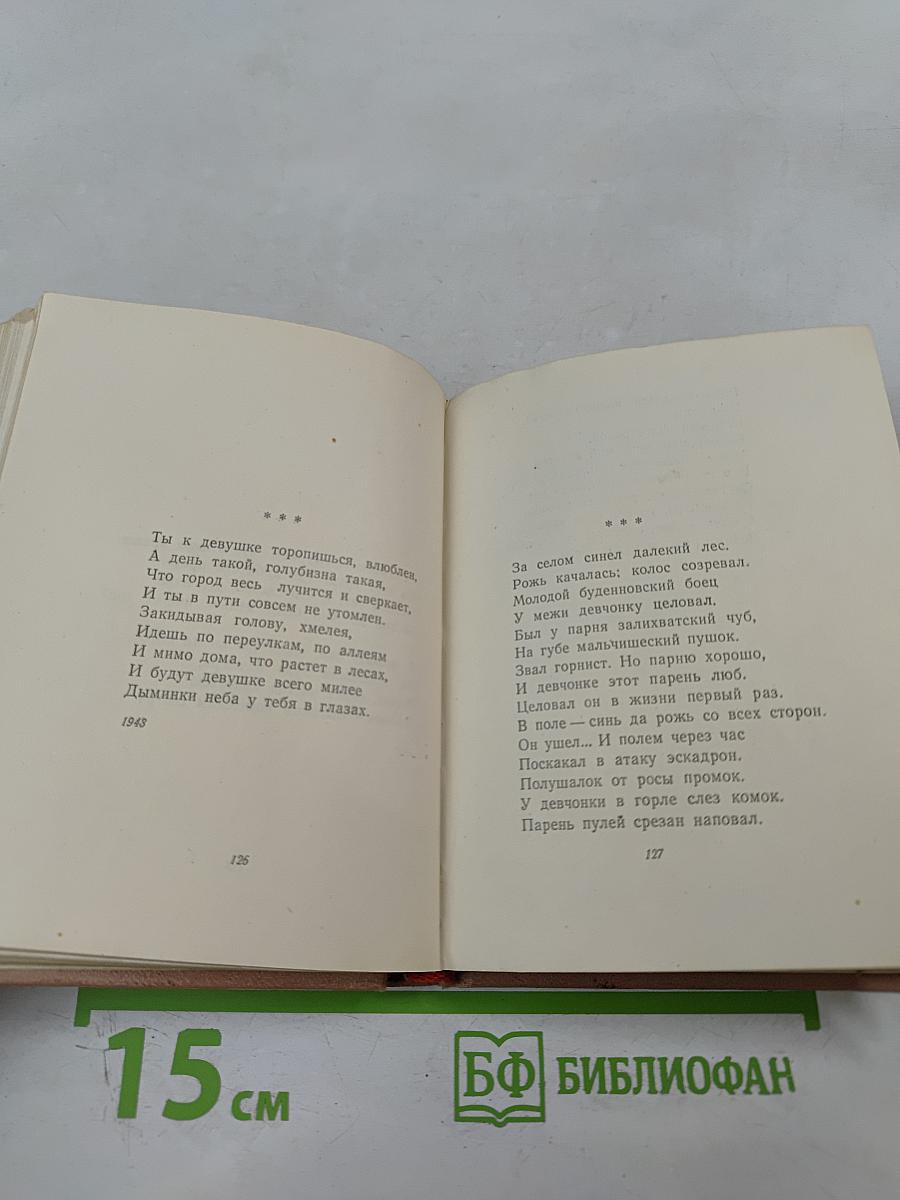 * * *
Ты к девушке торопишься, влюблен,
А день такой, голубизна такая,
Что город весь лучится и сверкает,
И ты в пути совсем не утомлен.
Закидывая голову, хмелея,
Идешь по переулкам, по аллеям
И мимо дома, что растет в лесах,
И будут девушке всего милее
Дыминки неба у тебя в глазах.
1943
126
* * *
За селом синел далекий лес.
Рожь качалась; колос созревал.
Молодой буденновский боец
У межи девчонку целовал.
Был у парня залихватский чуб,
На губе мальчишеский пушок.
Звал горнист. Но парню хорошо,
И девчонке этот парень люб.
Целовал он в жизни первый раз.
В поле — синь да рожь со всех сторон.
Он ушел... И полем через час
Поскакал в атаку эскадрон.
Полушалок от росы промок.
У девчонки в горле слез комок.
Парень пулей срезан наповал.
127
15 см
БФ БИБЛИОФАН